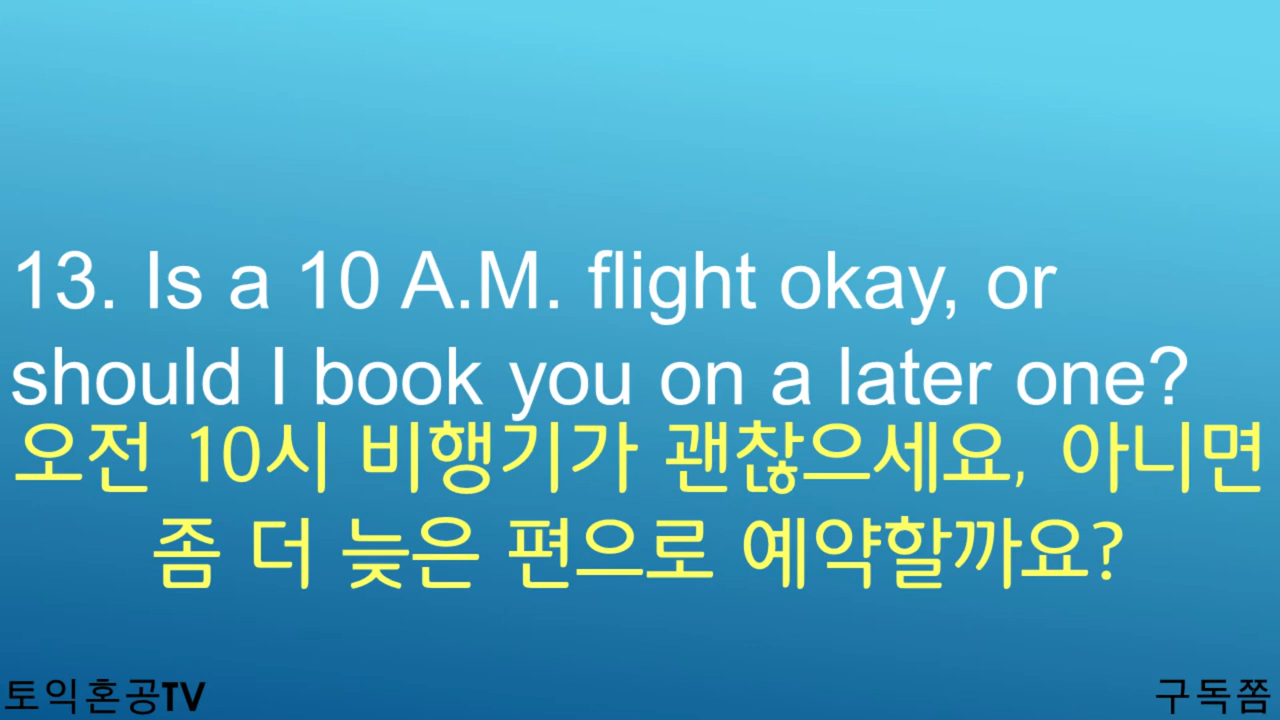 13. Is a 10 A.M. flight okay, or
should I book you on a later one?
오전 10시 비행기가 괜찮으세요, 아니면
좀 더 늦은 편으로 예약할까요?
토익혼공TV
구독쫌